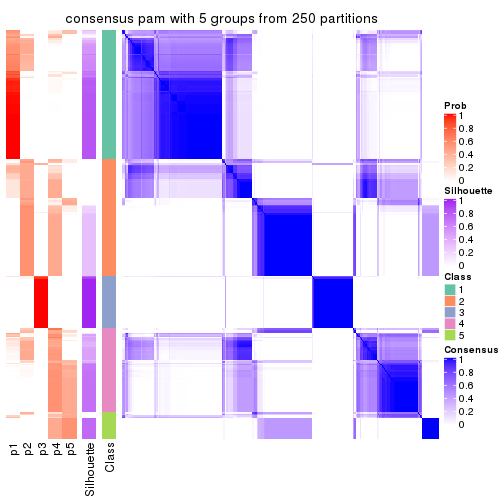 consensus pam with 5 groups from 250 partitions
Prob
1
0.8
0.6
0.4
0.2
0
Silhouette
1
0.8
0.6
0.4
0.2
0
Class
1
2
3
4
5
Consensus
1
0.8
0.6
0.4
0.2
0
p1
p2
p3
p4
p5
Silhouette
Class